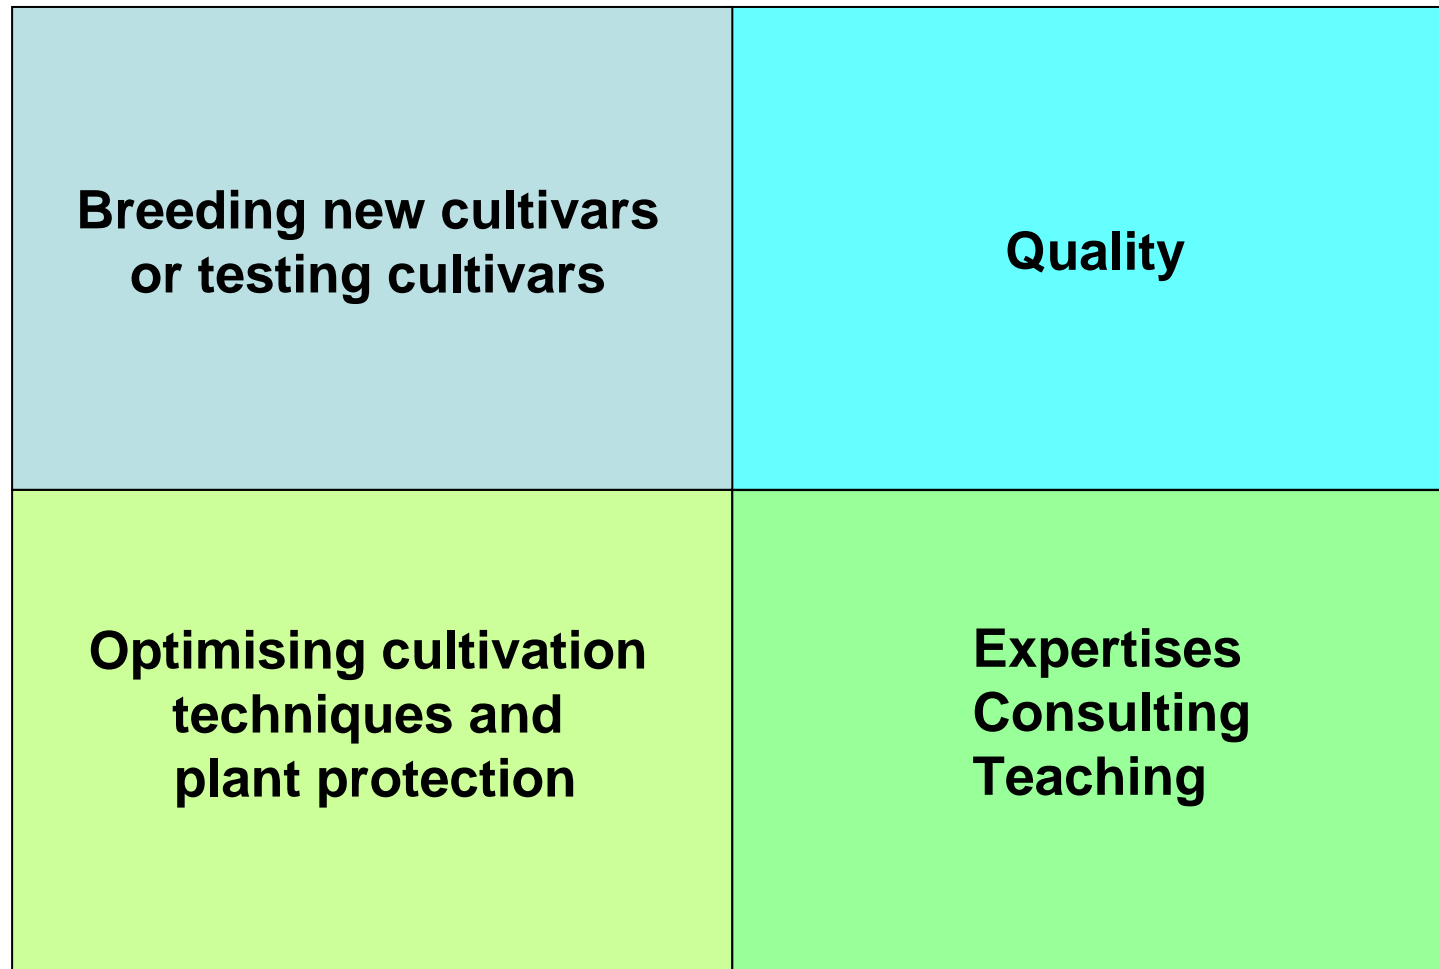 Breeding new cultivars
or testing cultivars
Quality
Optimising cultivation
techniques and
plant protection
Expertises
Consulting
Teaching